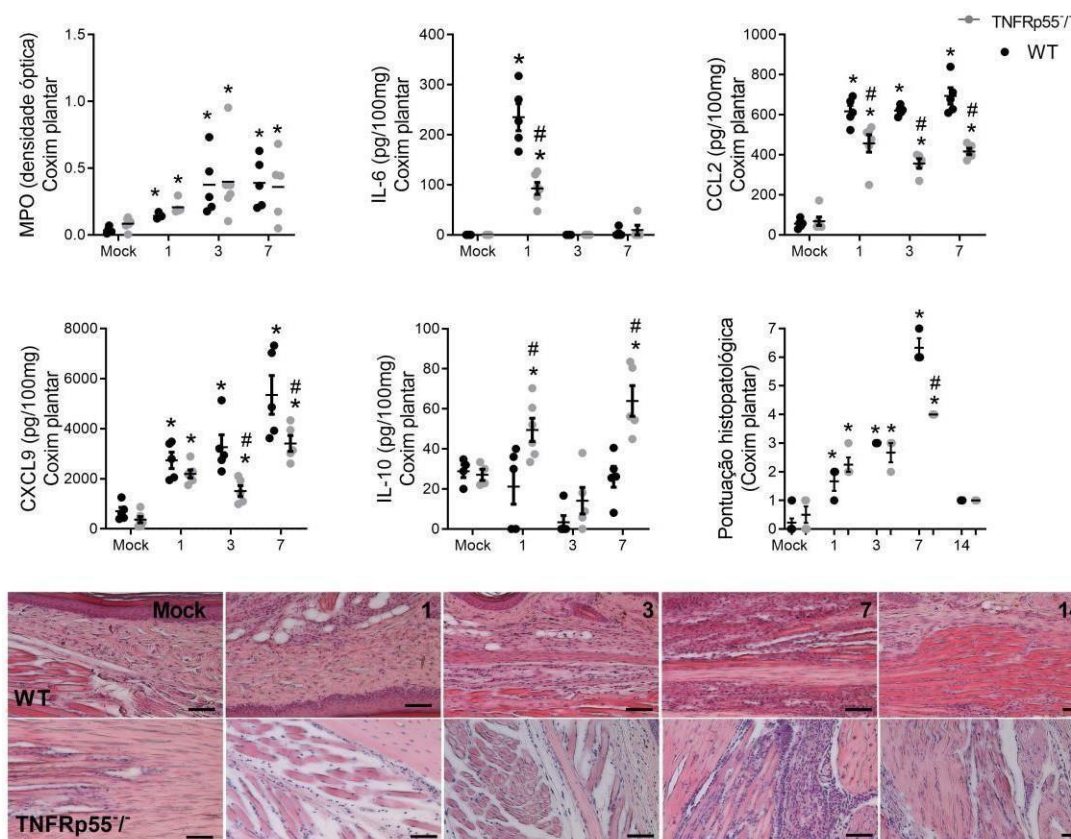 TNFRp55⁻/⁻
WT
MPO (densidade óptica)
Coxim plantar
1.5
1.0
0.5
0.0
* * * * * *
Mock 1 3 7
IL-6 (pg/100mg)
Coxim plantar
400
300
200
100
0
*
#
*
Mock 1 3 7
CCL2 (pg/100mg)
Coxim plantar
1000
800
600
400
200
0
* * *
# # #
* * *
Mock 1 3 7
CXCL9 (pg/100mg)
Coxim plantar
8000
6000
4000
2000
0
* * * *
# #
* *
Mock 1 3 7
IL-10 (pg/100mg)
Coxim plantar
100
80
60
40
20
0
# #
* *
Mock 1 3 7
Pontuação histopatológica
(Coxim plantar)
7
6
5
4
3
2
1
0
* * * * *
#
*
Mock 1 3 7 14
Mock 1 3 7 14
WT
TNFRp55⁻/⁻